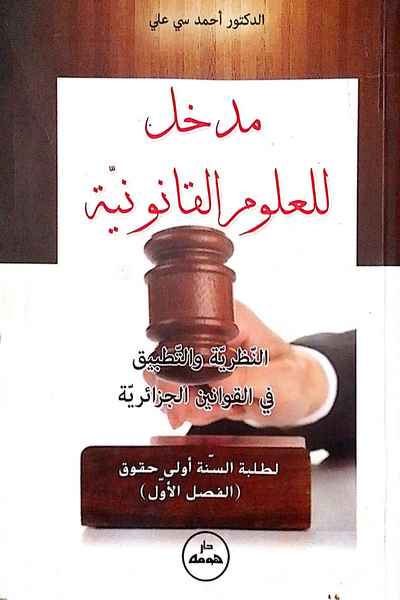 الدكتور أحمد سي علي
مدخل
للعلوم القانونيّة
النّظريّة والتّطبيق
في القوانين الجزائريّة
لطلبة السّنة أولى حقوق
(الفصل الأوّل)
دار
هومه